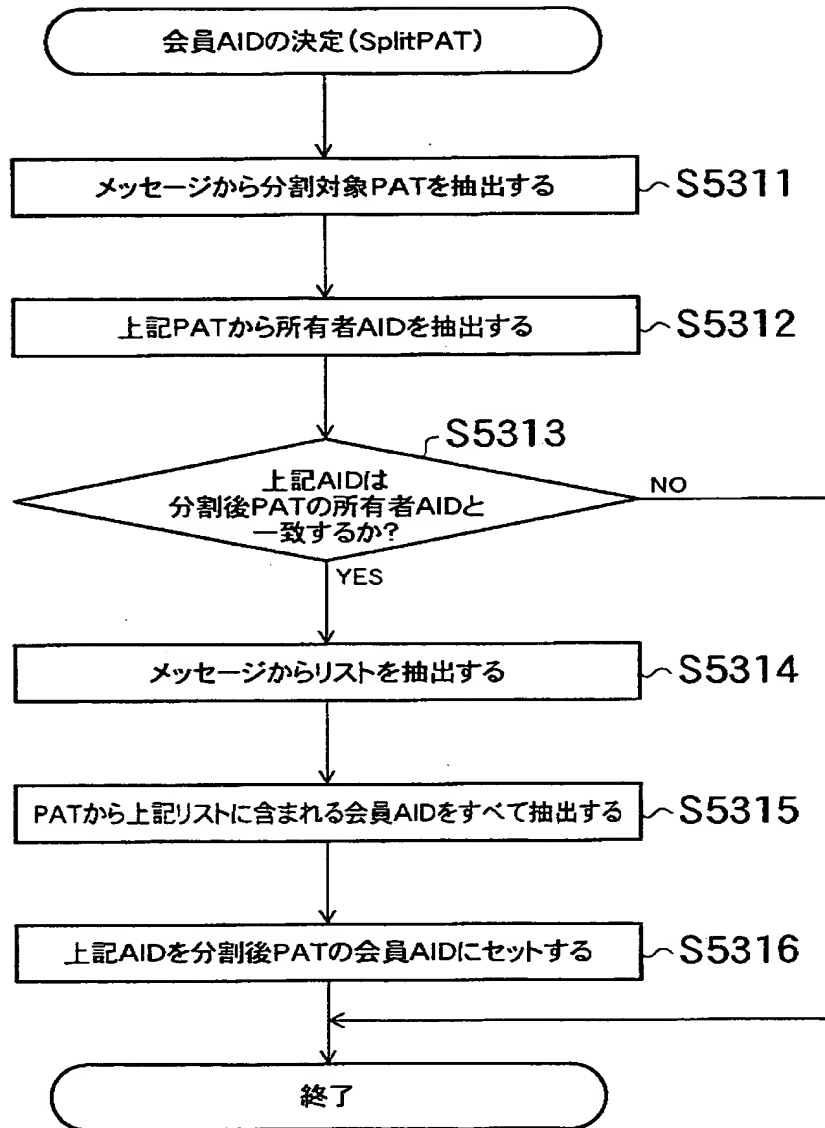 会員AIDの決定(SplitPAT)
メッセージから分割対象PATを抽出する
S5311
上記PATから所有者AIDを抽出する
S5312
S5313
上記AIDは
分割後PATの所有者AIDと
一致するか?
NO
YES
メッセージからリストを抽出する
S5314
PATから上記リストに含まれる会員AIDをすべて抽出する
S5315
上記AIDを分割後PATの会員AIDにセットする
S5316
終了